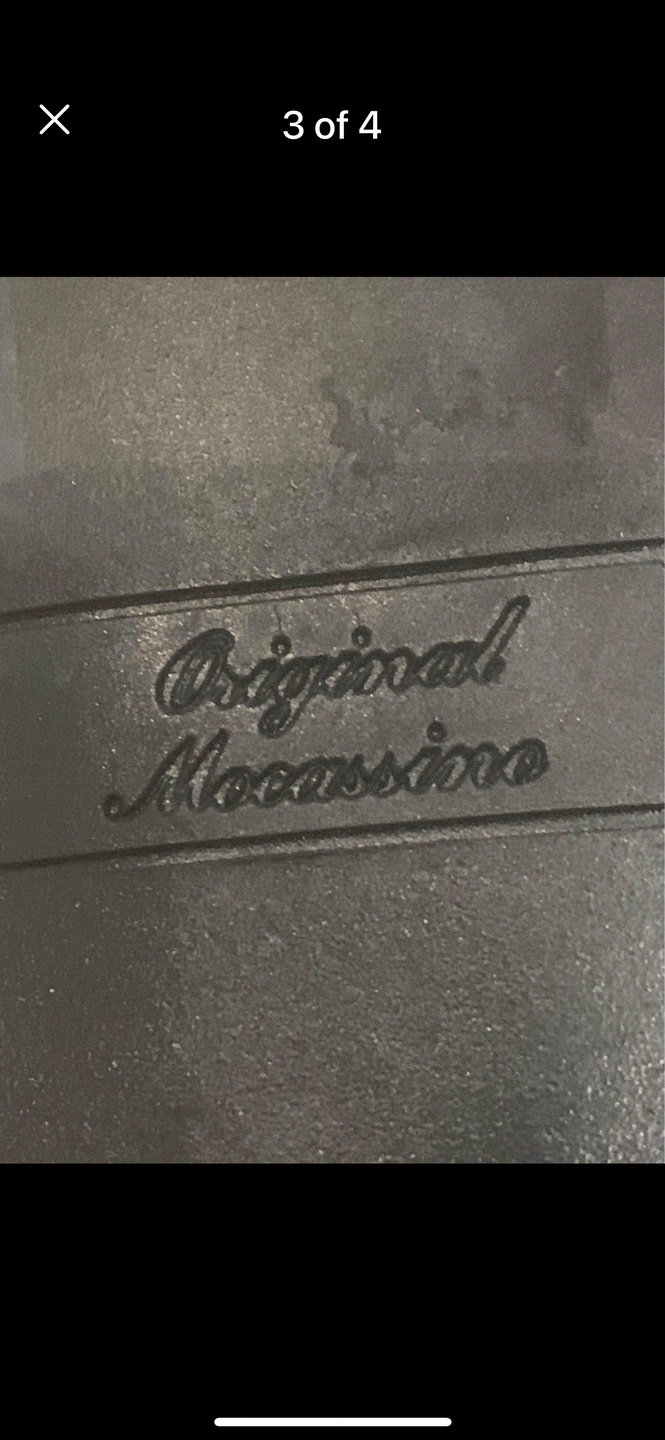 3 of 4
Original
Mocassino